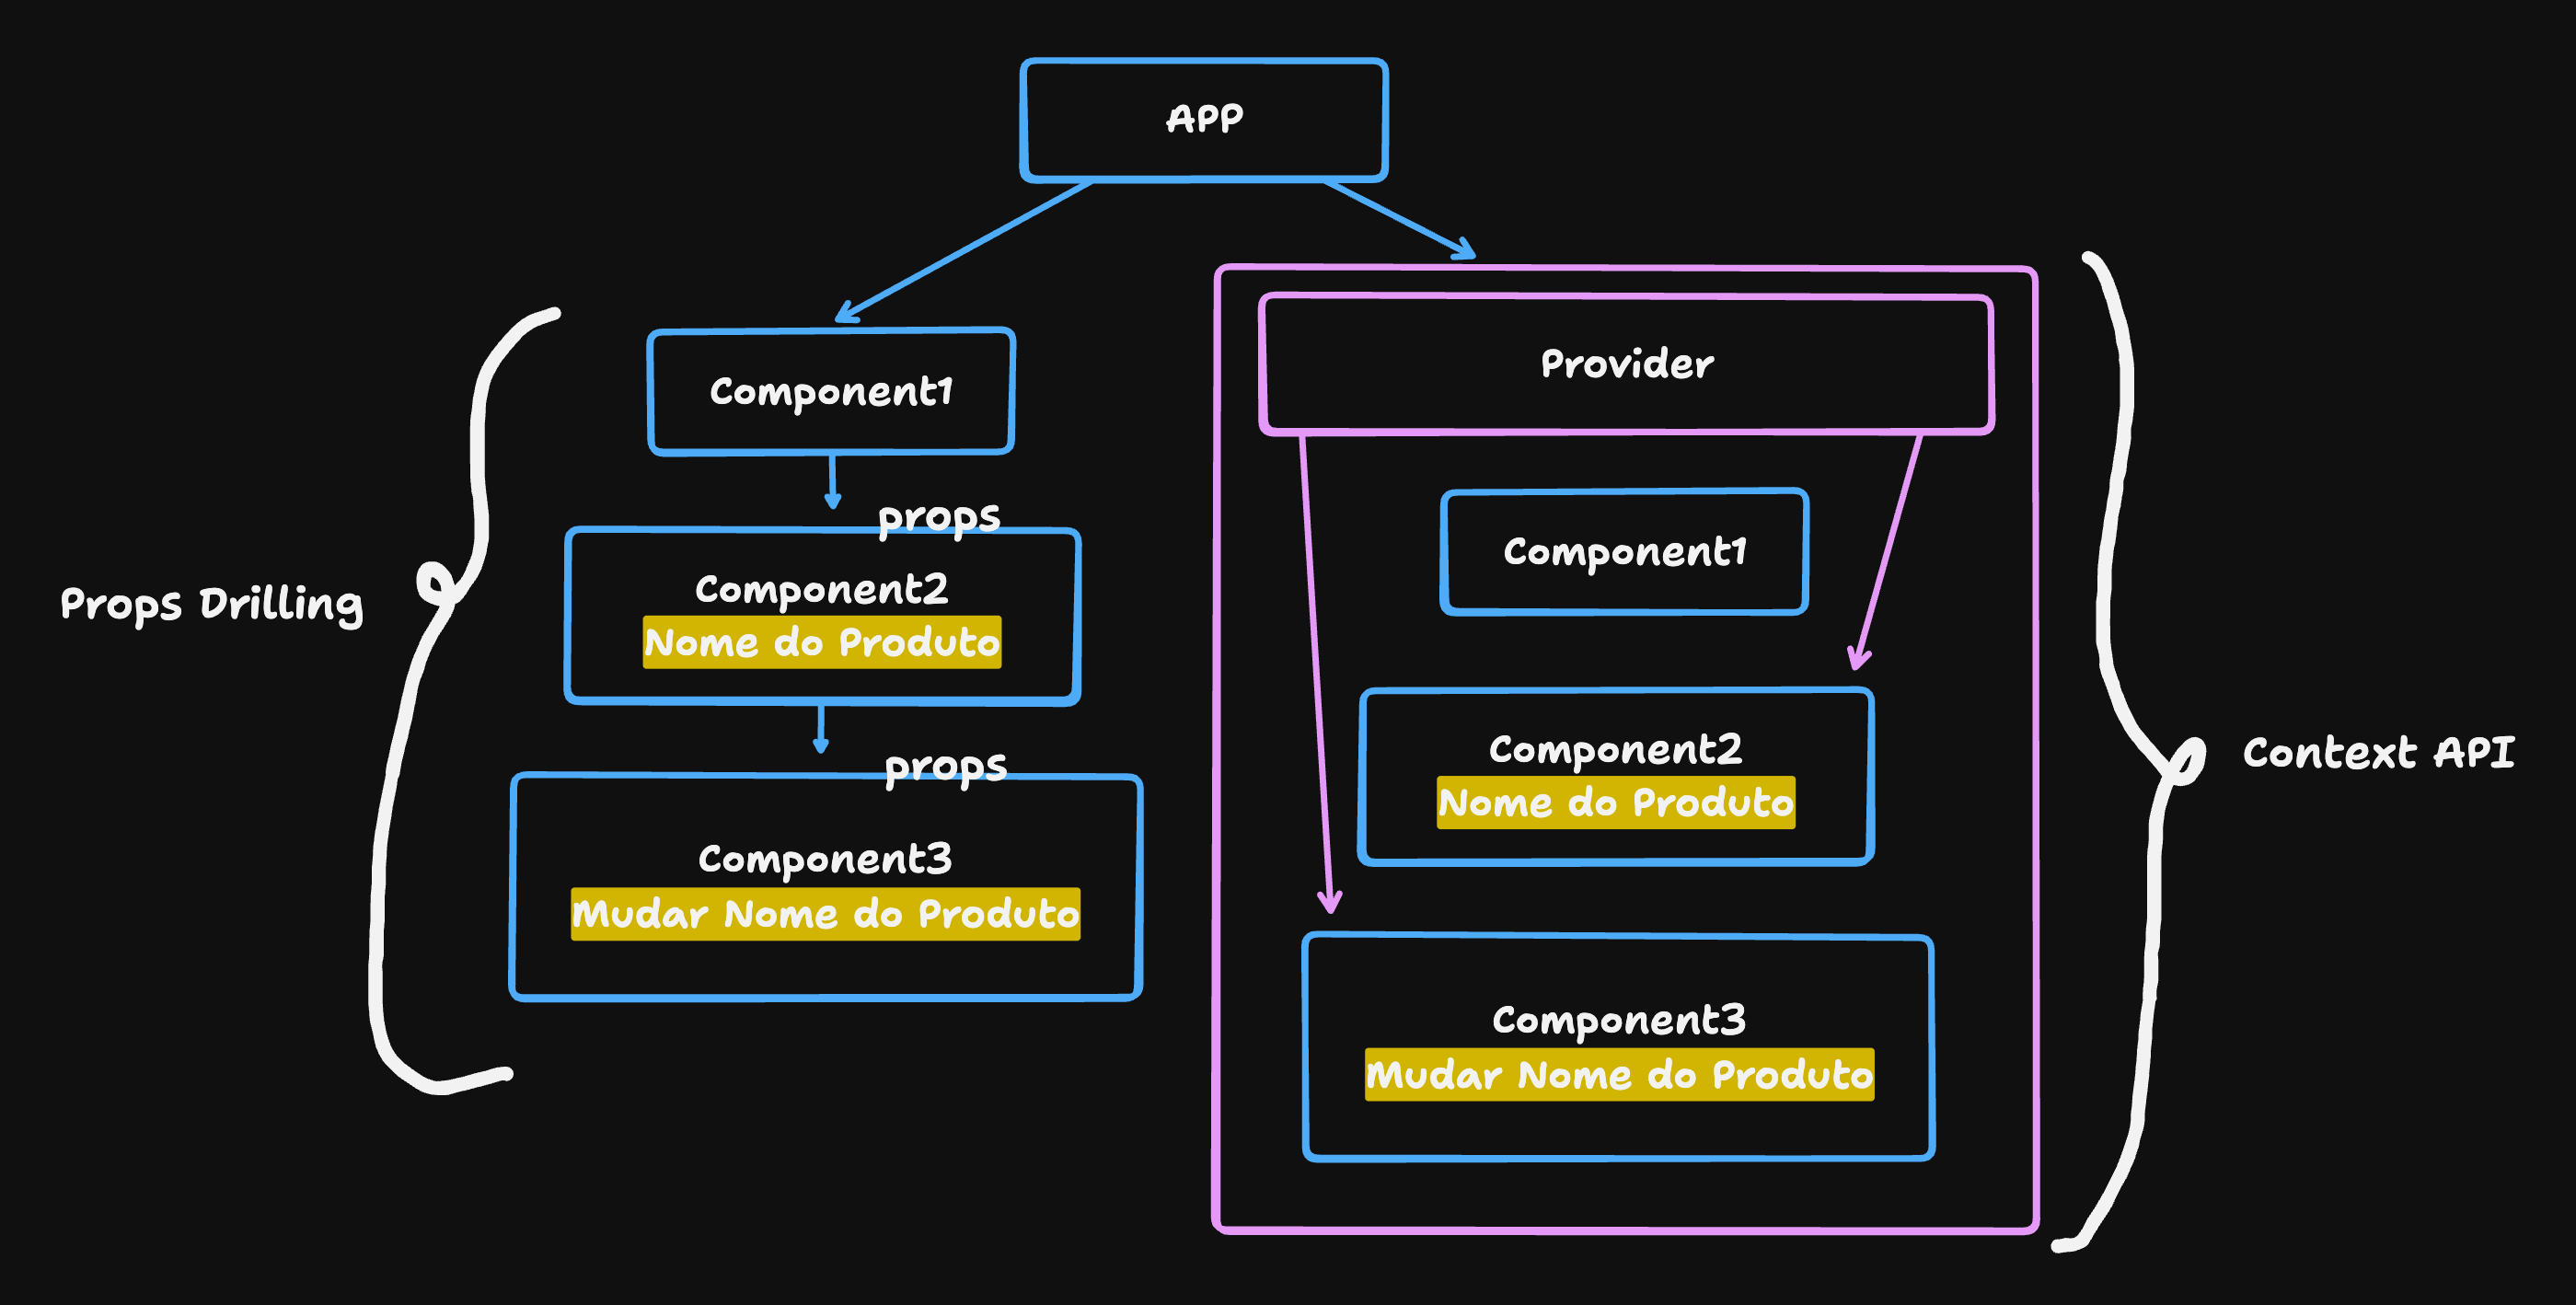 APP
Props Drilling
Component1
props
Component2
Nome do Produto
props
Component3
Mudar Nome do Produto
Provider
Component1
Component2
Nome do Produto
Component3
Mudar Nome do Produto
Context API